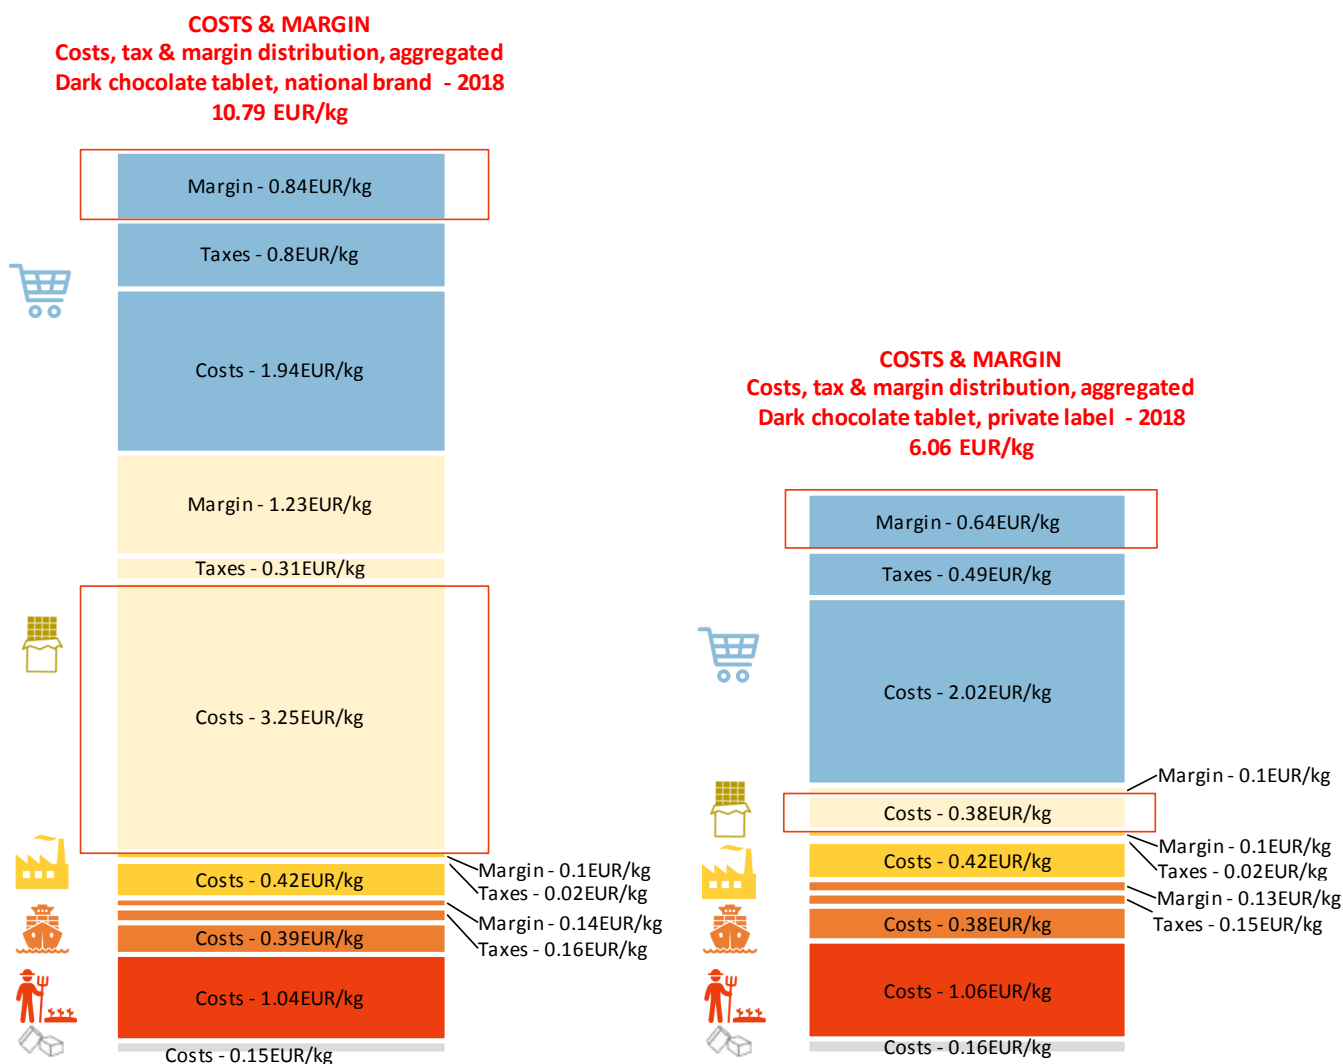 COSTS & MARGIN
Costs, tax & margin distribution, aggregated
Dark chocolate tablet, national brand - 2018
10.79 EUR/kg
Margin - 0.84EUR/kg
Taxes - 0.8EUR/kg
Costs - 1.94EUR/kg
Margin - 1.23EUR/kg
Taxes - 0.31EUR/kg
Costs - 3.25EUR/kg
Margin - 0.1EUR/kg
Taxes - 0.02EUR/kg
Costs - 0.42EUR/kg
Margin - 0.14EUR/kg
Taxes - 0.16EUR/kg
Costs - 0.39EUR/kg
Costs - 1.04EUR/kg
Costs - 0.15EUR/kg
COSTS & MARGIN
Costs, tax & margin distribution, aggregated
Dark chocolate tablet, private label - 2018
6.06 EUR/kg
Margin - 0.64EUR/kg
Taxes - 0.49EUR/kg
Costs - 2.02EUR/kg
Margin - 0.1EUR/kg
Costs - 0.38EUR/kg
Margin - 0.1EUR/kg
Taxes - 0.02EUR/kg
Costs - 0.42EUR/kg
Margin - 0.13EUR/kg
Taxes - 0.15EUR/kg
Costs - 0.38EUR/kg
Costs - 1.06EUR/kg
Costs - 0.16EUR/kg